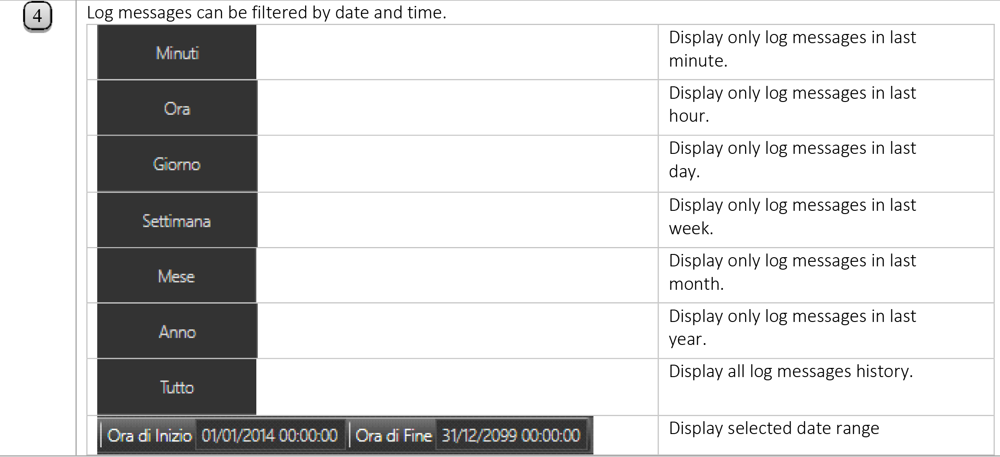 4
Log messages can be filtered by date and time.
Minuti
Display only log messages in last
minute.
Ora
Display only log messages in last
hour.
Giorno
Display only log messages in last
day.
Settimana
Display only log messages in last
week.
Mese
Display only log messages in last
month.
Anno
Display only log messages in last
year.
Tutto
Display all log messages history.
Ora di Inizio 01/01/2014 00:00:00 Ora di Fine 31/12/2099 00:00:00
Display selected date range